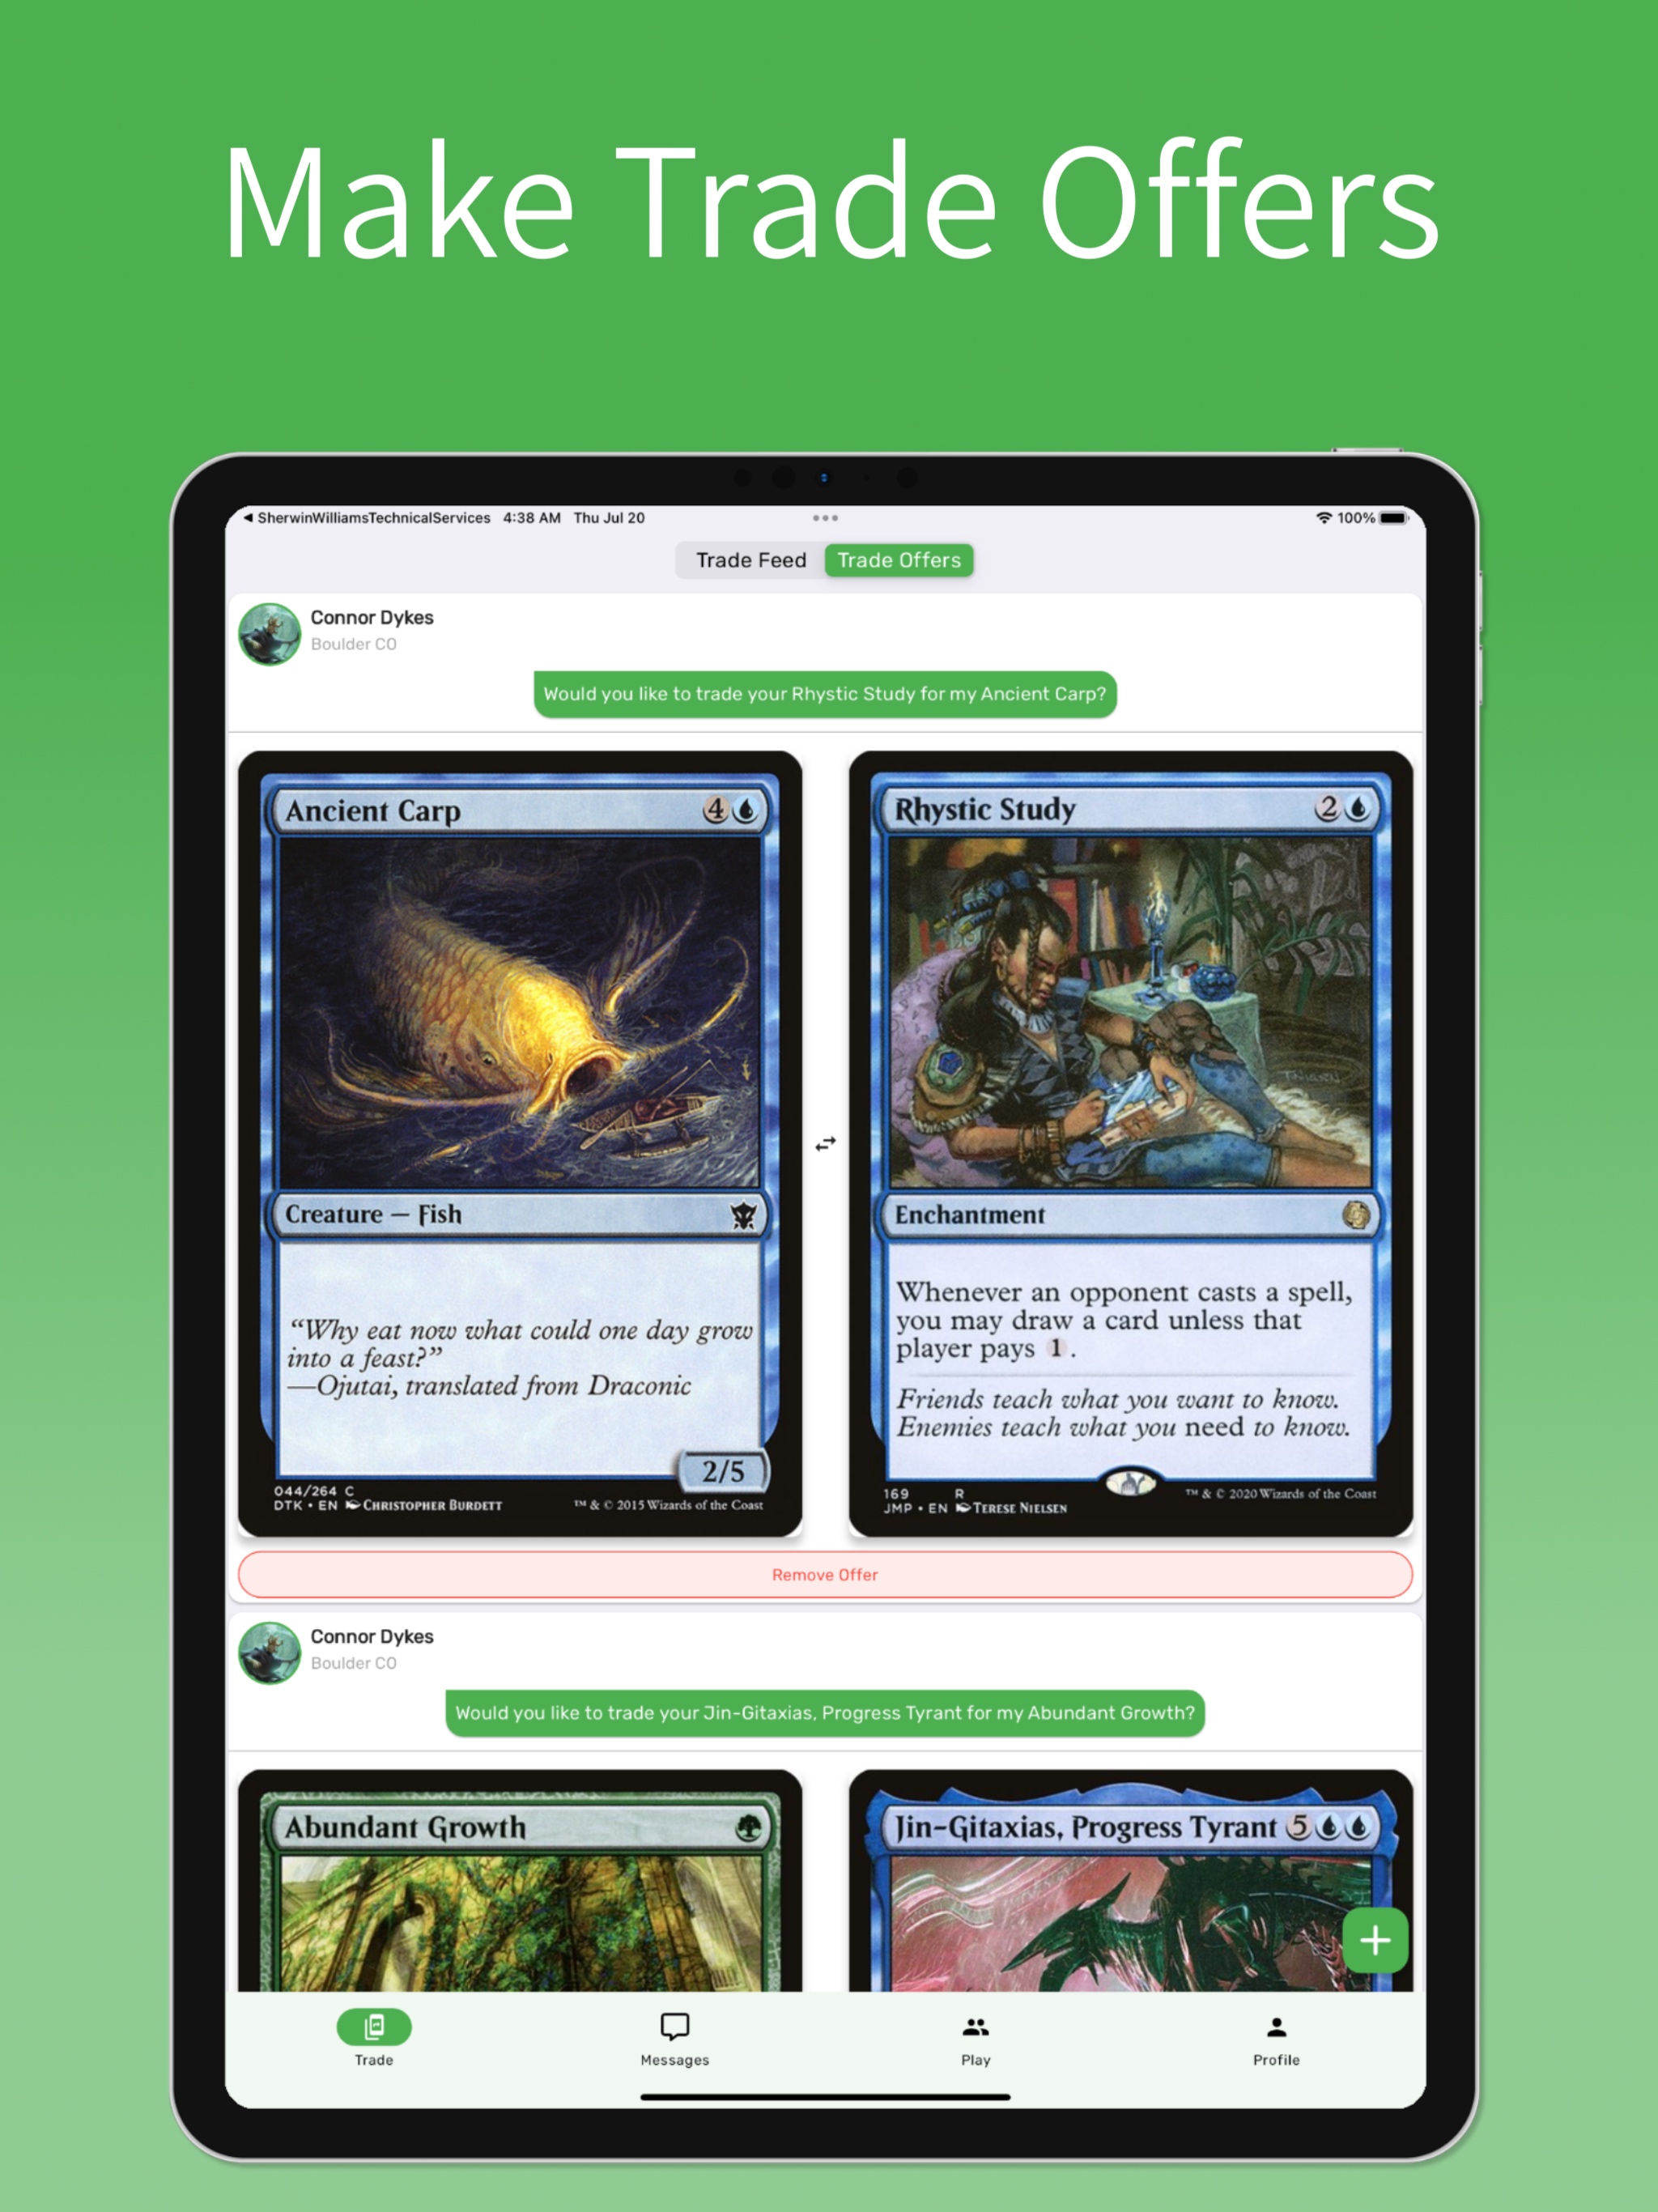 Make Trade Offers
◀ SherwinWilliamsTechnicalServices 4:38 AM Thu Jul 20
100%
Trade Feed Trade Offers
Connor Dykes
Boulder CO
Would you like to trade your Rhystic Study for my Ancient Carp?
Ancient Carp 4
Creature — Fish
“Why eat now what could one day grow
into a feast?”
—Ojutai, translated from Draconic
2/5
044/264 C
DTK • EN CHRISTOPHER BURDETT
™ & © 2015 Wizards of the Coast
Rhystic Study 2
Enchantment
Whenever an opponent casts a spell,
you may draw a card unless that
player pays 1.
Friends teach what you want to know.
Enemies teach what you need to know.
169 R
JMP • EN TERESE NIELSEN
™ & © 2020 Wizards of the Coast
Remove Offer
Connor Dykes
Boulder CO
Would you like to trade your Jin-Gitaxias, Progress Tyrant for my Abundant Growth?
Abundant Growth
Jin-Gitaxias, Progress Tyrant 5
Trade
Messages
Play
Profile